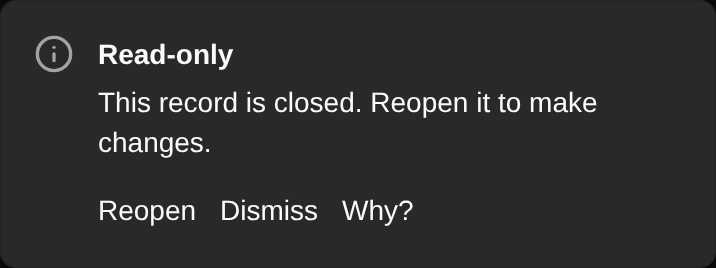 Read-only
This record is closed. Reopen it to make
changes.
Reopen Dismiss Why?